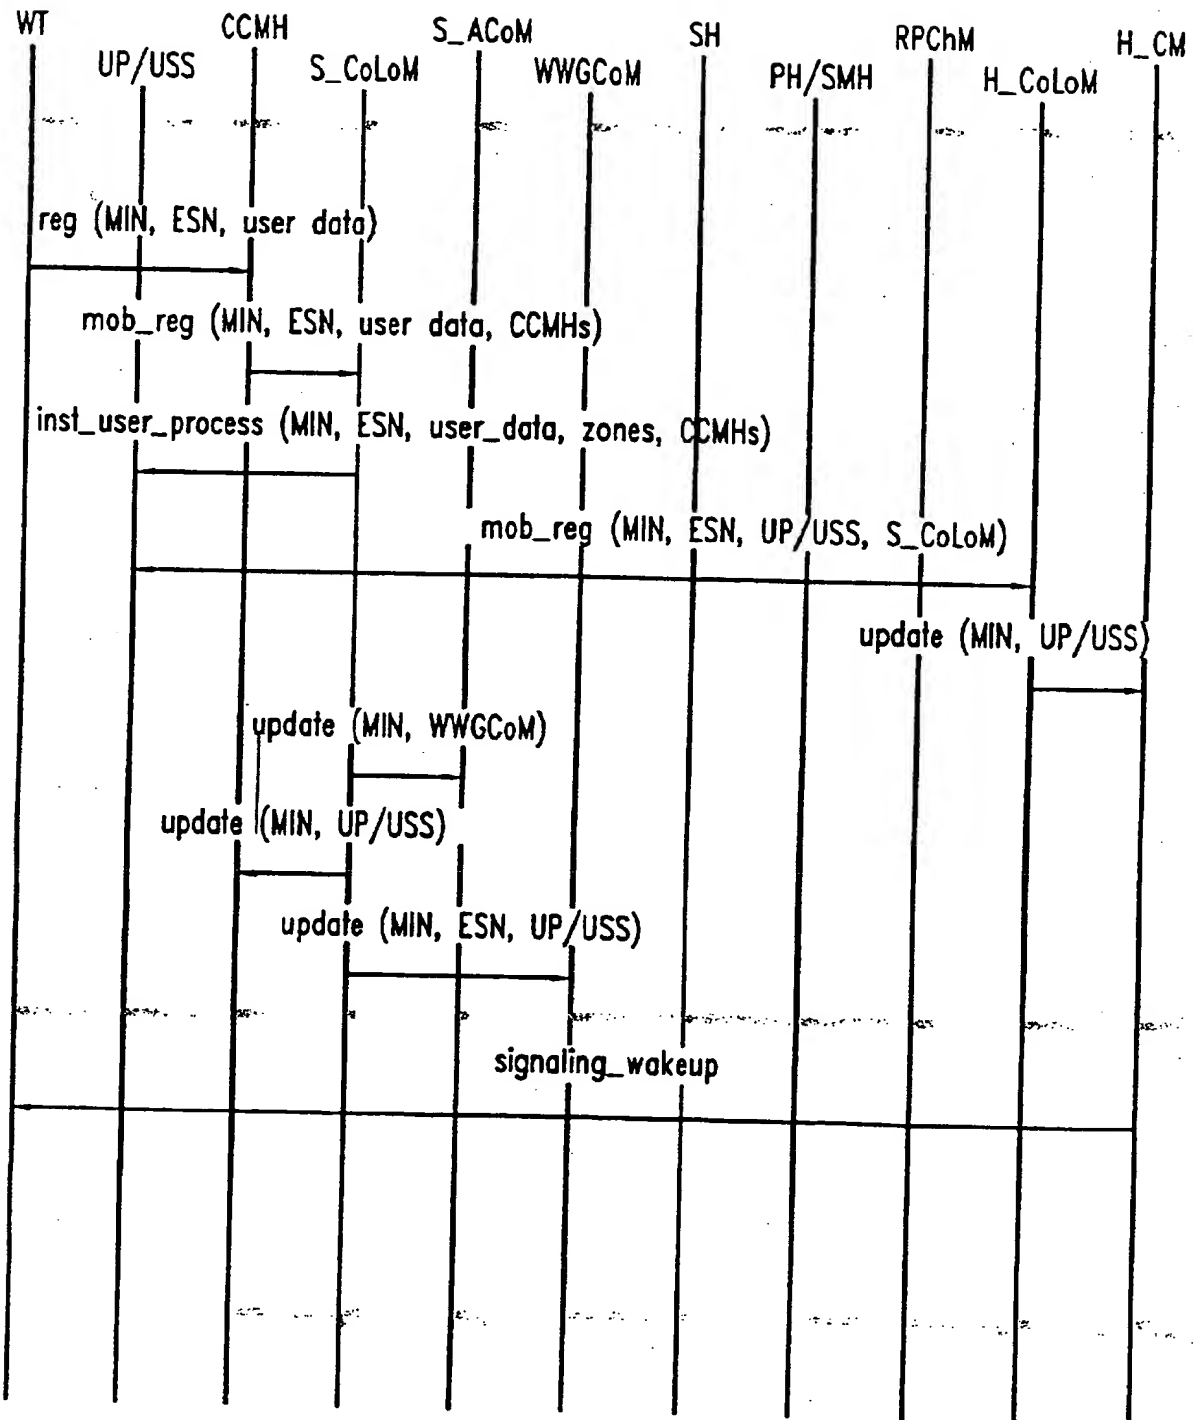 WT CCMH S_ACoM SH RPChM H_CM
UP/USS S_CoLoM WWGCoM PH/SMH H_CoLoM
reg (MIN, ESN, user data)
mob_reg (MIN, ESN, user data, CCMHs)
inst_user_process (MIN, ESN, user_data, zones, CCMHs)
mob_reg (MIN, ESN, UP/USS, S_CoLoM)
update (MIN, UP/USS)
update (MIN, WWGCoM)
update (MIN, UP/USS)
update (MIN, ESN, UP/USS)
signaling_wakeup